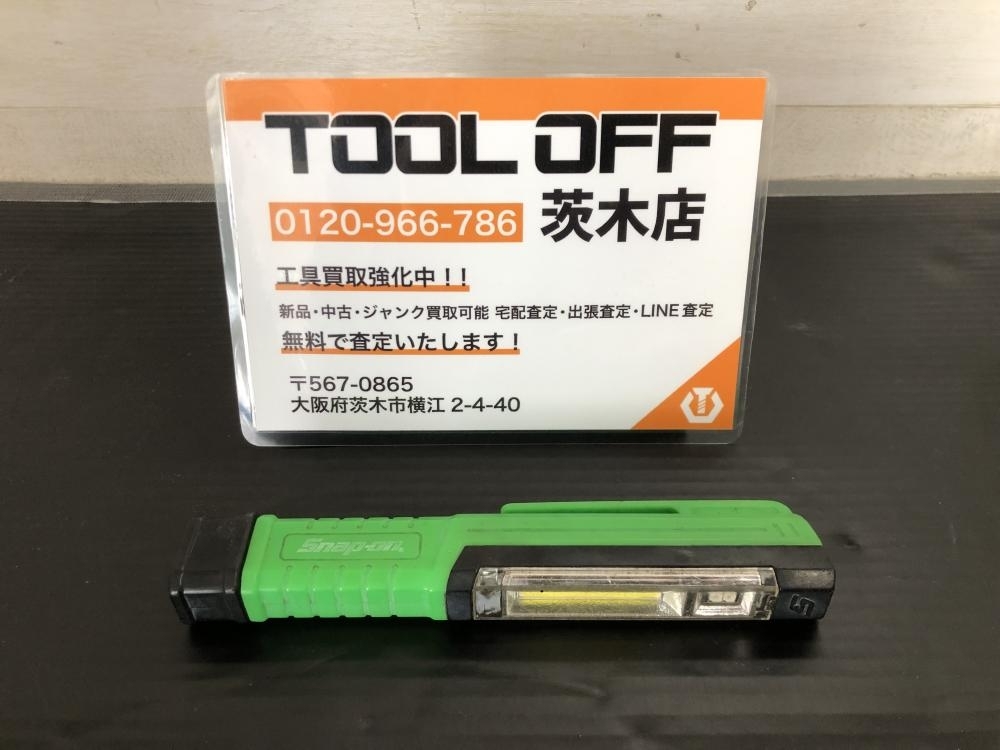 TOOL OFF
0120-966-786 茨木店
工具買取強化中！！
新品・中古・ジャンク買取可能 宅配査定・出張査定・LINE査定
無料で査定いたします！
〒567-0865
大阪府茨木市横江 2-4-40
Snap-on
S